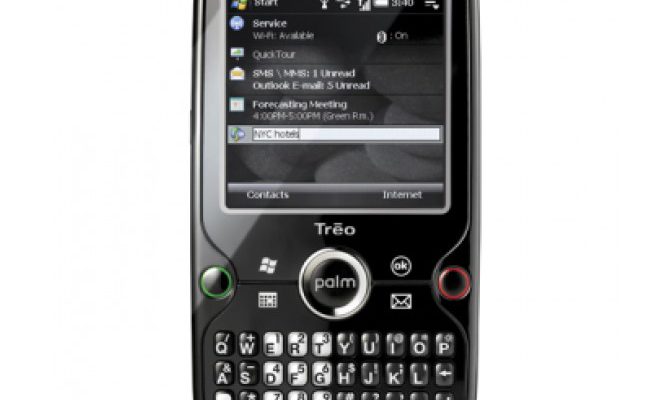 Start 3:40
Service
Wi-Fi: Available : On
QuickTour
SMS \ MMS: 1 Unread
Outlook E-mail: 5 Unread
Forecasting Meeting
4:00PM-5:00PM (Green Rm.)
NYC hotels
Contacts Internet
Trēo
ok
palm
Q W E R T Y U I O P
A S D F G H J K L